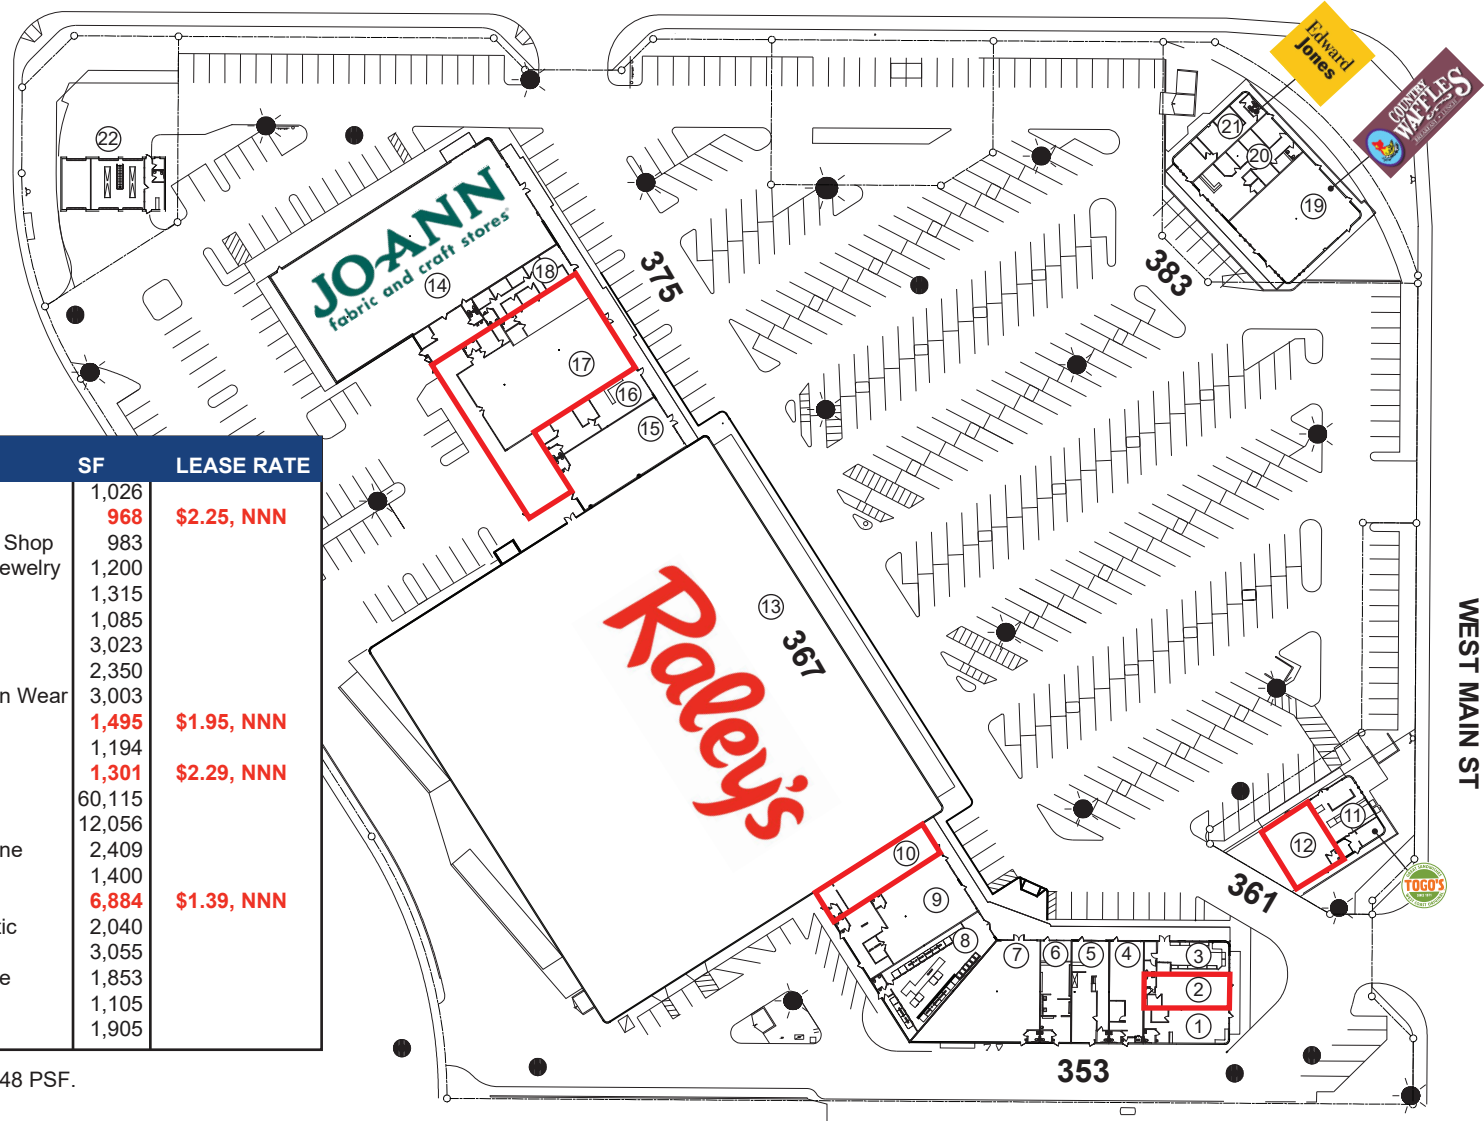 Edward
Jones
COUNTRY
WAFFLES
22
21
20
19
JO-ANN
fabric and craft stores
14
18
375
383
17
16
15
SF LEASE RATE
1,026
968 $2.25, NNN
Shop 983
ewelry 1,200
1,315
1,085
3,023
2,350
n Wear 3,003
1,495 $1.95, NNN
1,194
1,301 $2.29, NNN
60,115
12,056
ne 2,409
1,400
6,884 $1.39, NNN
tic 2,040
3,055
e 1,853
1,105
1,905
48 PSF.
13
367
Raley's
WEST MAIN ST
10
9
8
7
6
5
4
3
2
1
353
11
12
361
TOGO'S